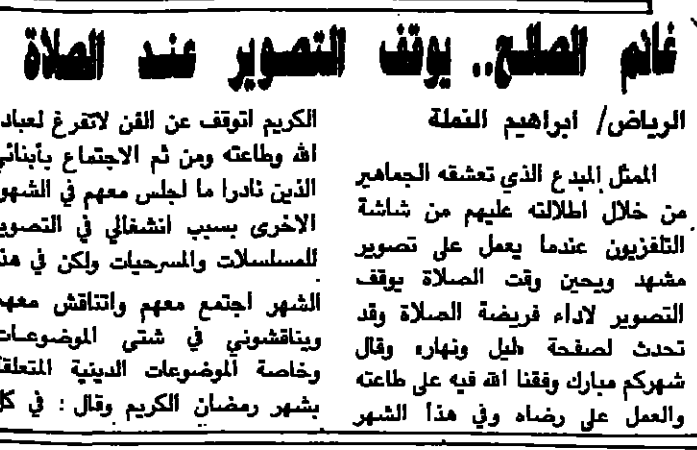 غانم الصالح.. يوقف التصوير عند الصلاة
الرياض/ ابراهيم النملة
الممثل المبدع الذي تعشقه الجماهير
من خلال اطلالته عليهم من شاشة
التلفزيون عندما يعمل على تصوير
مشهد ويحين وقت الصلاة يوقف
التصوير لاداء فريضة الصلاة وقد
تحدث لصفحة «ليل ونهار» وقال
شهركم مبارك وفقنا الله فيه على طاعته
والعمل على رضاه وفي هذا الشهر
الكريم اتوقف عن الفن لاتفرغ لعباد
الله وطاعته ومن ثم الاجتماع بأبنائي
الذين نادرا ما اجلس معهم في الشهو
الاخرى بسبب انشغالي في التصوير
للمسلسلات والمسرحيات ولكن في هذ
الشهر اجتمع معهم واتناقش معهم
ويناقشوني في شتي الموضوعات
وخاصة الموضوعات الدينية المتعلقة
بشهر رمضان الكريم وقال : في كل